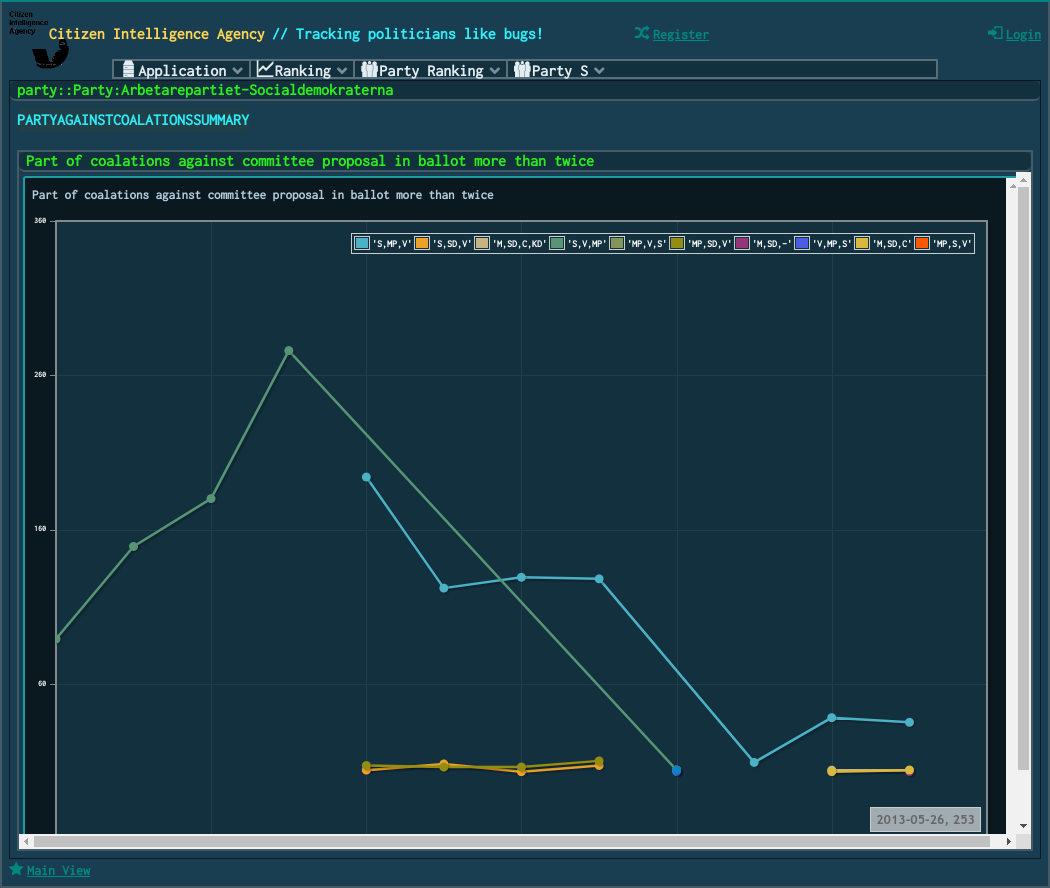 Citizen
Intelligence
Agency
Citizen Intelligence Agency // Tracking politicians like bugs!
Register
Login
Application
Ranking
Party Ranking
Party S
party::Party:Arbetarepartiet-Socialdemokraterna
PARTYAGAINSTCOALATIONSSUMMARY
Part of coalations against committee proposal in ballot more than twice
Part of coalations against committee proposal in ballot more than twice
360
'S,MP,V' 'S,SD,V' 'M,SD,C,KD' 'S,V,MP' 'MP,V,S' 'MP,SD,V' 'M,SD,-' 'V,MP,S' 'M,SD,C' 'MP,S,V'
260
160
60
2013-05-26, 253
Main View